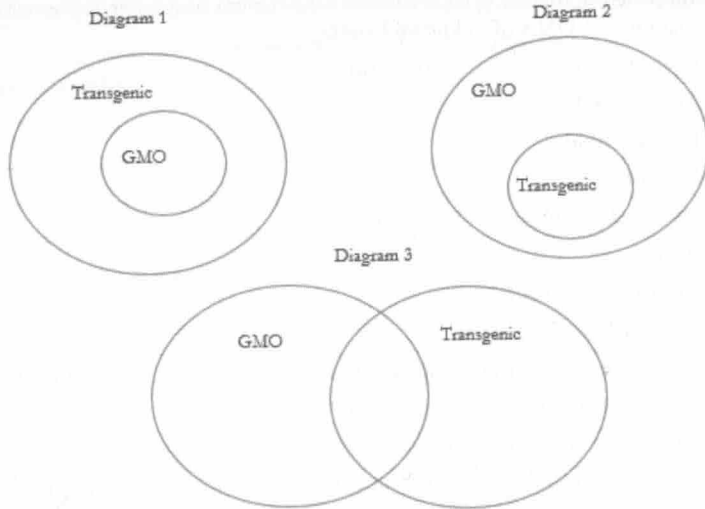 Diagram 1
Transgenic
GMO
Diagram 2
GMO
Transgenic
Diagram 3
GMO
Transgenic